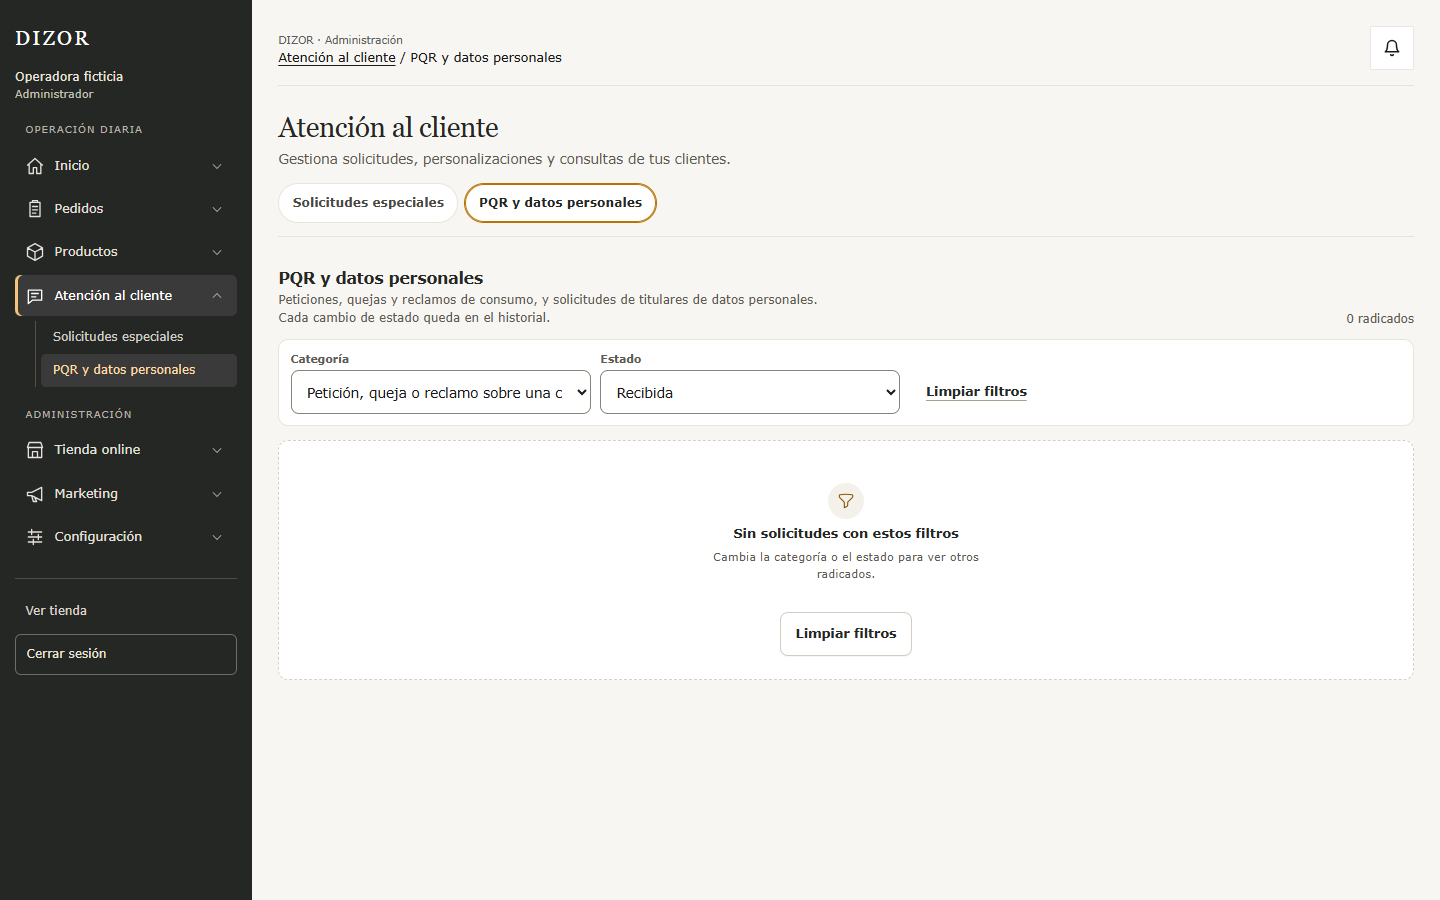 DIZOR
Operadora ficticia
Administrador
OPERACIÓN DIARIA
Inicio
Pedidos
Productos
Atención al cliente
Solicitudes especiales
PQR y datos personales
ADMINISTRACIÓN
Tienda online
Marketing
Configuración
Ver tienda
Cerrar sesión
DIZOR · Administración
Atención al cliente / PQR y datos personales
Atención al cliente
Gestiona solicitudes, personalizaciones y consultas de tus clientes.
Solicitudes especiales
PQR y datos personales
PQR y datos personales
Peticiones, quejas y reclamos de consumo, y solicitudes de titulares de datos personales.
Cada cambio de estado queda en el historial.
0 radicados
Categoría
Estado
Petición, queja o reclamo sobre una c
Recibida
Limpiar filtros
Sin solicitudes con estos filtros
Cambia la categoría o el estado para ver otros
radicados.
Limpiar filtros